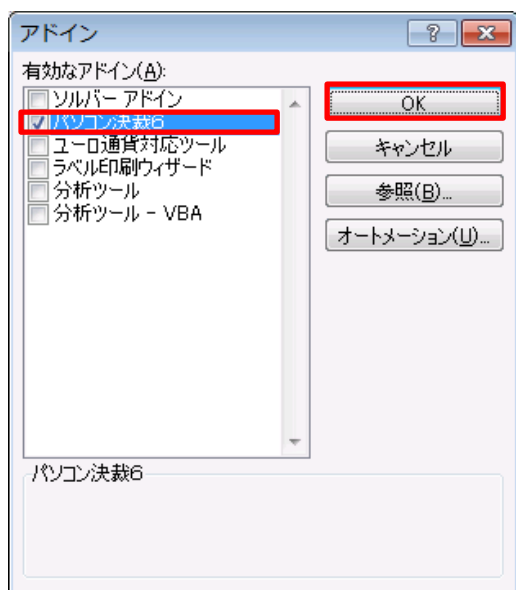 アドイン
有効なアドイン(A):
ソルバー アドイン
パソコン決裁6
ユーロ通貨対応ツール
ラベル印刷ウィザード
分析ツール
分析ツール - VBA
OK
キャンセル
参照(B)...
オートメーション(U)...
パソコン決裁6